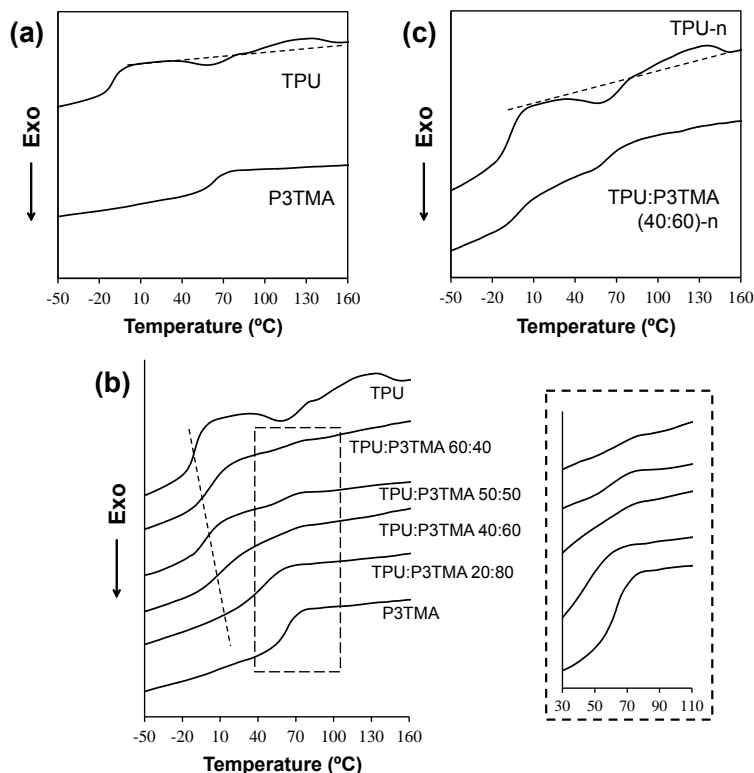 (a)
TPU
P3TMA
Exo
-50 -20 10 40 70 100 130 160
Temperature (ºC)
(c)
TPU-n
TPU:P3TMA
(40:60)-n
Exo
-50 -20 10 40 70 100 130 160
Temperature (ºC)
(b)
TPU
TPU:P3TMA 60:40
TPU:P3TMA 50:50
TPU:P3TMA 40:60
TPU:P3TMA 20:80
P3TMA
Exo
-50 -20 10 40 70 100 130 160
Temperature (ºC)
30 50 70 90 110